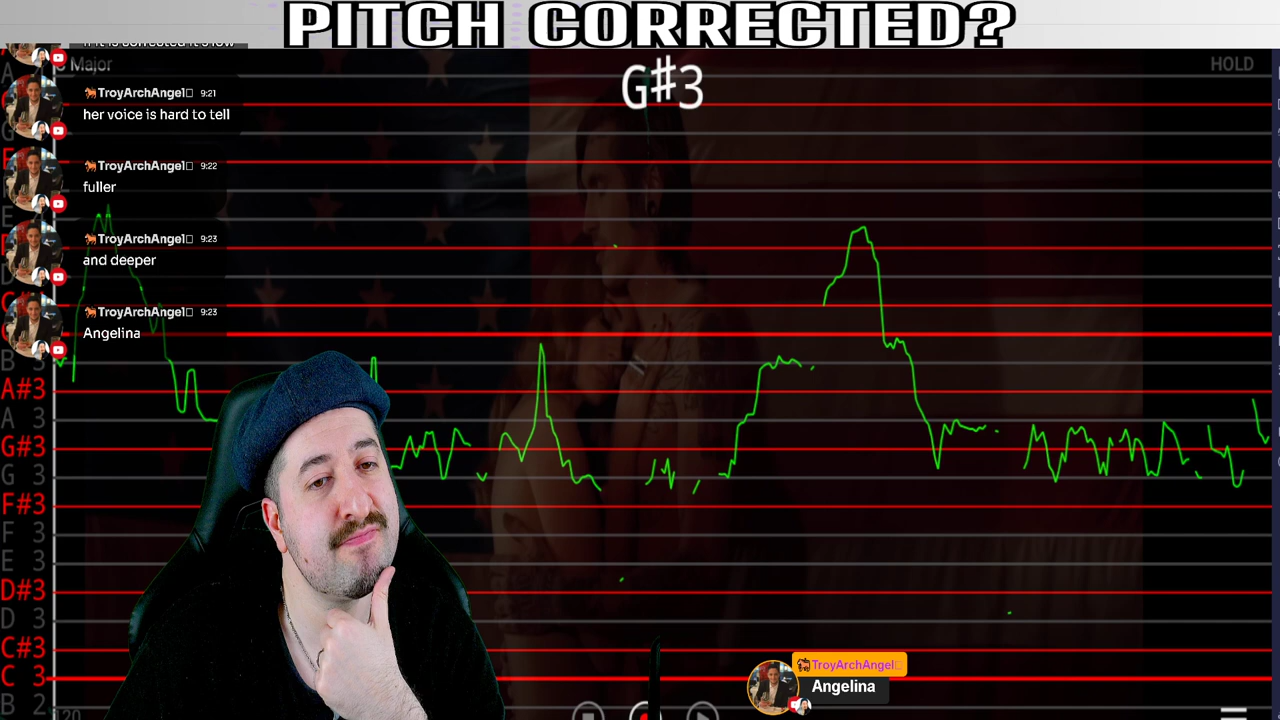 PITCH CORRECTED?
Major
G#3
HOLD
TroyArchAngel 9:21
her voice is hard to tell
TroyArchAngel 9:22
fuller
TroyArchAngel 9:23
and deeper
TroyArchAngel 9:23
Angelina
B 3
A#3
A 3
G#3
G 3
F#3
F 3
E 3
D#3
D 3
C#3
C 3
B 2
120
TroyArchAngel
Angelina